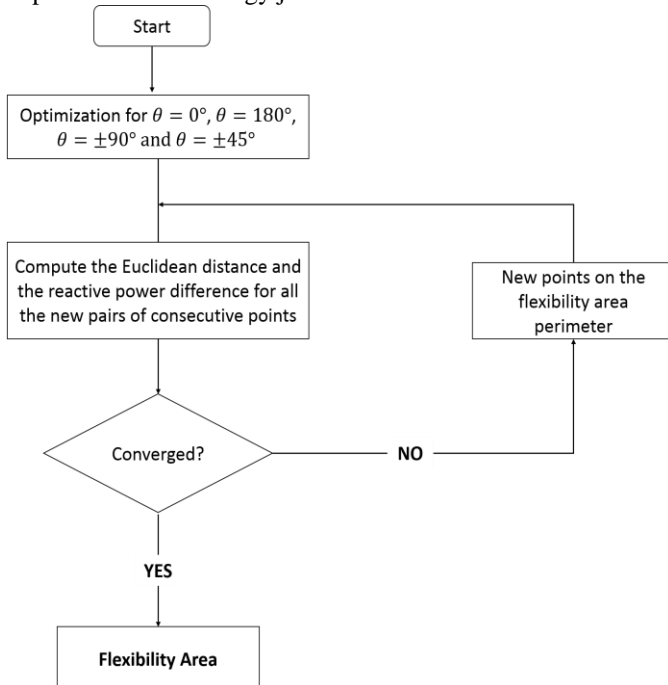 Start
Optimization for θ = 0°, θ = 180°,
θ = ±90° and θ = ±45°
Compute the Euclidean distance and
the reactive power difference for all
the new pairs of consecutive points
New points on the
flexibility area
perimeter
Converged?
NO
YES
Flexibility Area